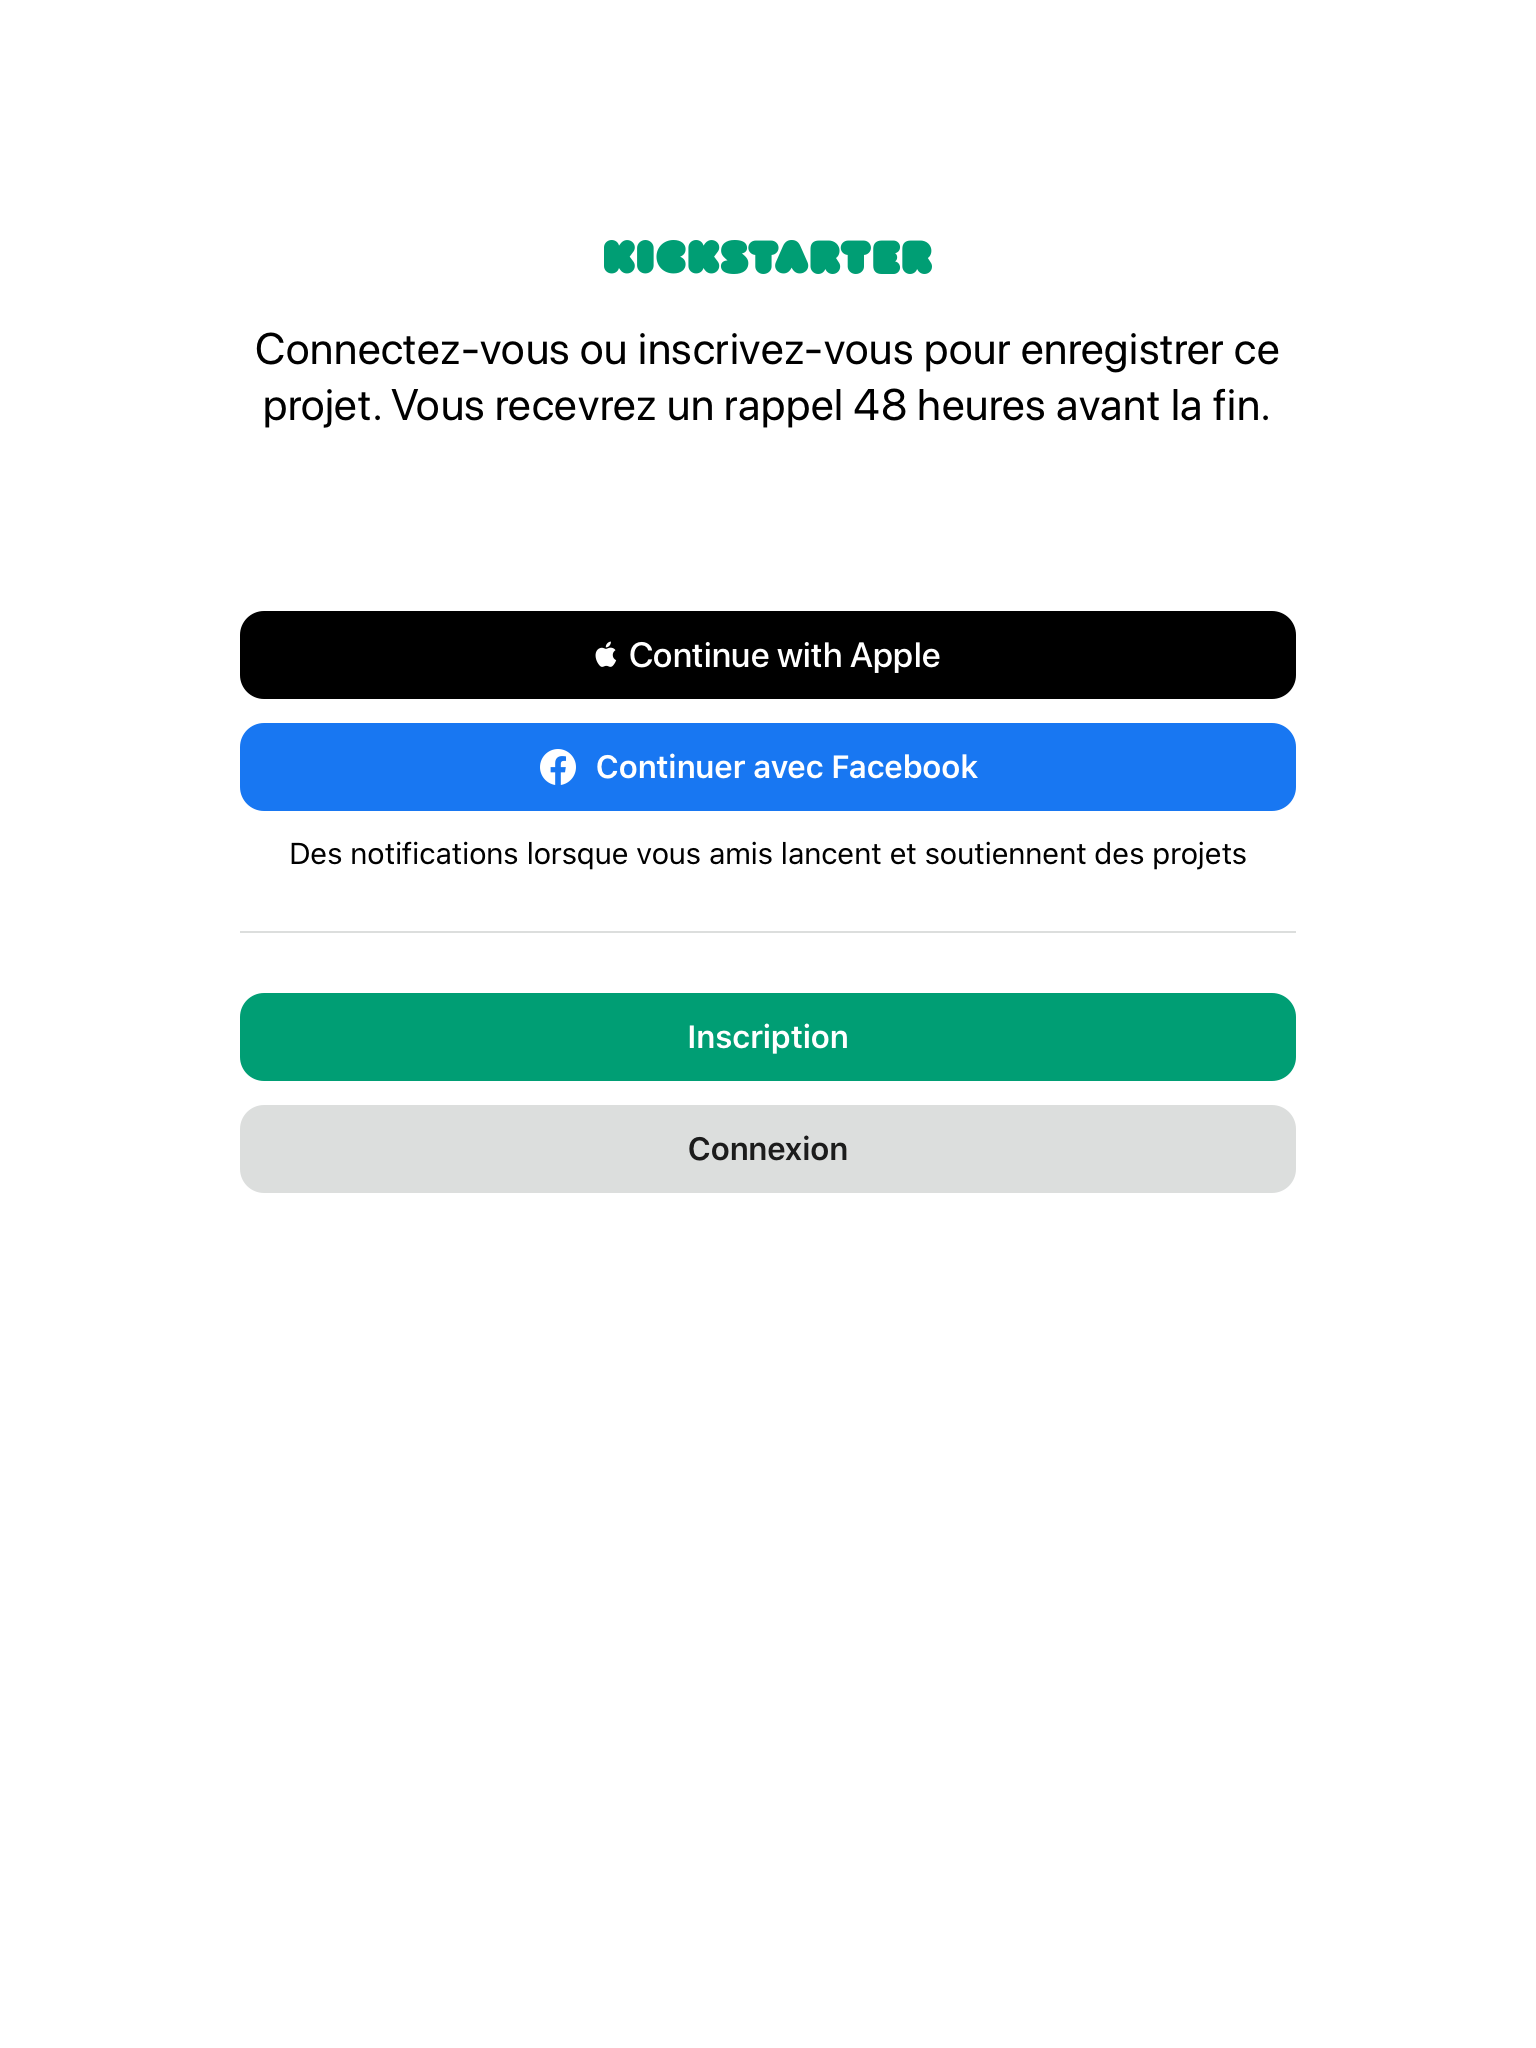 KICKSTARTER
Connectez-vous ou inscrivez-vous pour enregistrer ce
projet. Vous recevrez un rappel 48 heures avant la fin.
Continue with Apple
Continuer avec Facebook
Des notifications lorsque vous amis lancent et soutiennent des projets
Inscription
Connexion